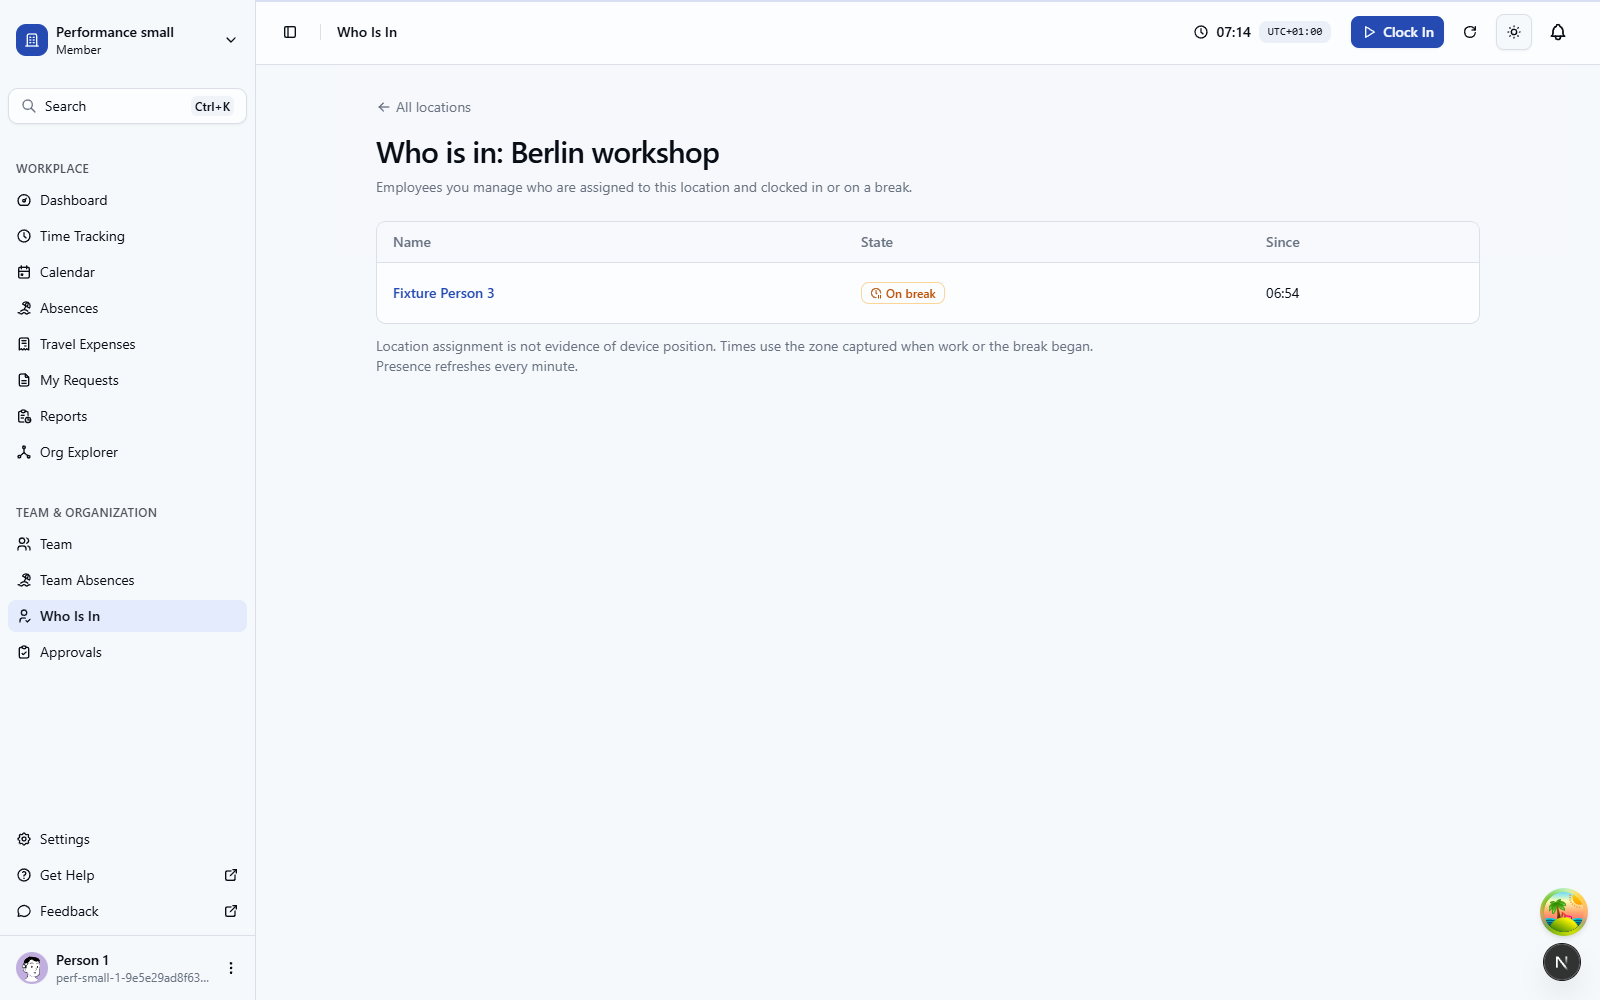 Performance small
Member
Search
Ctrl+K
WORKPLACE
Dashboard
Time Tracking
Calendar
Absences
Travel Expenses
My Requests
Reports
Org Explorer
TEAM & ORGANIZATION
Team
Team Absences
Who Is In
Approvals
Settings
Get Help
Feedback
Person 1
perf-small-1-9e5e29ad8f63...
Who Is In
07:14
UTC+01:00
Clock In
All locations
Who is in: Berlin workshop
Employees you manage who are assigned to this location and clocked in or on a break.
Name State Since
Fixture Person 3 On break 06:54
Location assignment is not evidence of device position. Times use the zone captured when work or the break began.
Presence refreshes every minute.
N